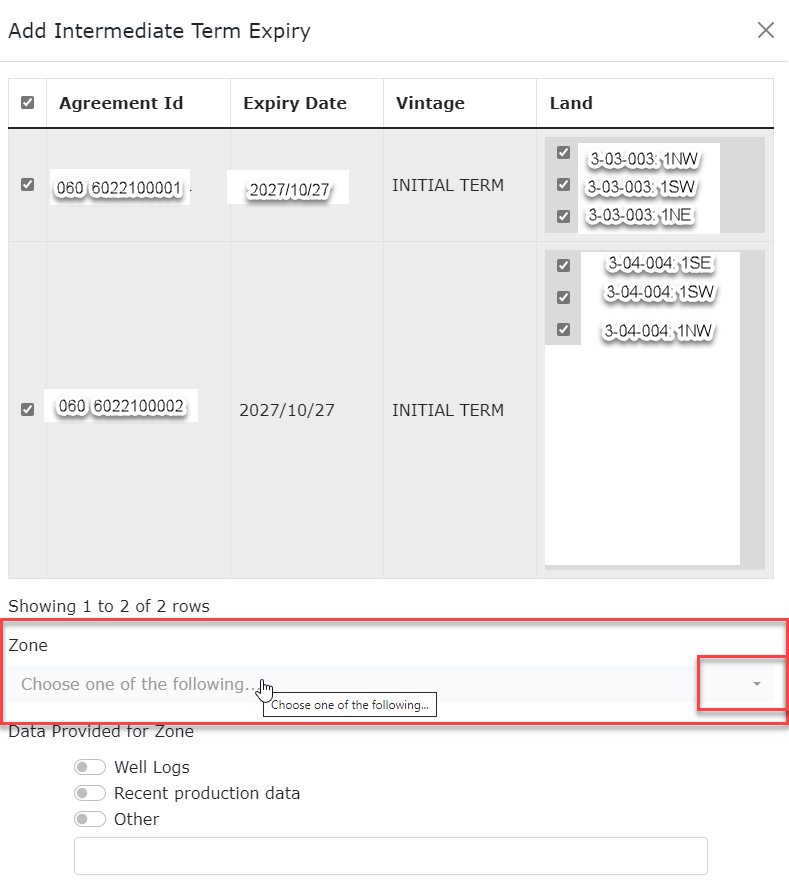 Add Intermediate Term Expiry
Agreement Id Expiry Date Vintage Land
060 6022100001 2027/10/27 INITIAL TERM
3-03-003: 1NW
3-03-003: 1SW
3-03-003: 1NE
060 6022100002 2027/10/27 INITIAL TERM
3-04-004: 1SE
3-04-004: 1SW
3-04-004: 1NW
Showing 1 to 2 of 2 rows
Zone
Choose one of the following...
Choose one of the following...
Data Provided for Zone
Well Logs
Recent production data
Other